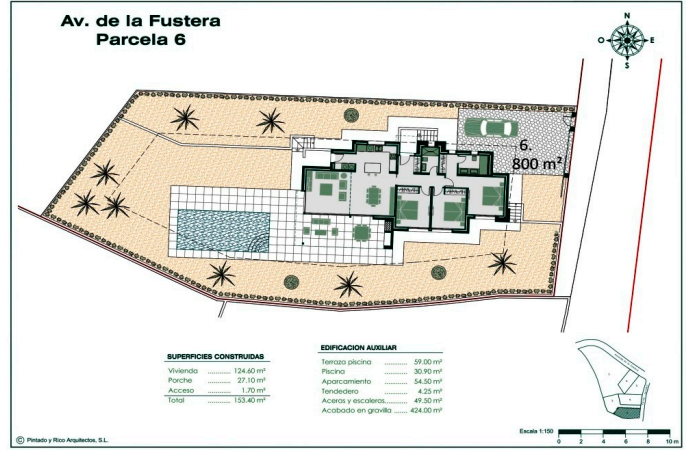 Av. de la Fustera
Parcela 6
N
O E
S
6.
800 m²
SUPERFICIES CONSTRUIDAS
Vivienda ............ 124.60 m²
Porche ............ 27.10 m²
Acceso ............ 1.70 m²
Total ............ 153.40 m²
EDIFICACION AUXILIAR
Terraza piscina ............ 59.00 m²
Piscina ............ 30.90 m²
Aparcamiento ............ 54.50 m²
Tendedero ............ 4.25 m²
Aceros y escaleras............ 49.50 m²
Acabado en gravilla ....... 424.00 m²
Escala 1:150
0 2 4 6 8 10 m
© Pintado y Rico Arquitectos, S.L.